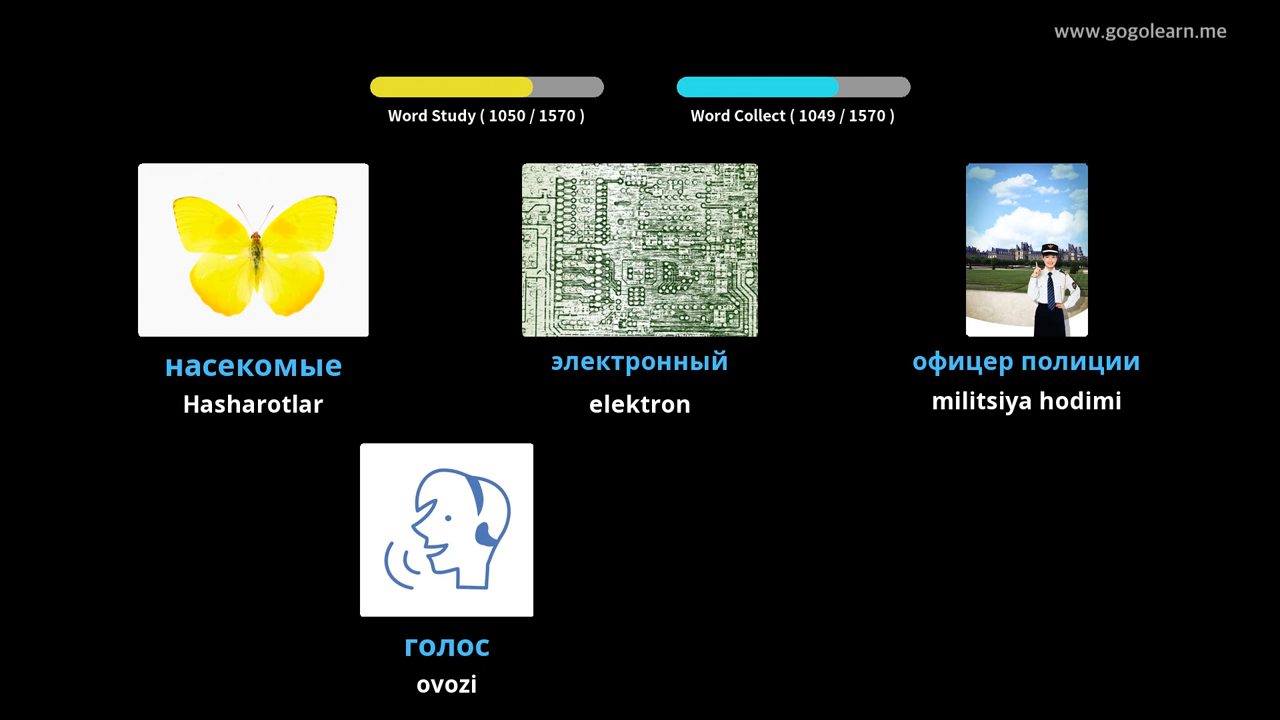 www.gogolearn.me
Word Study ( 1050 / 1570 )
Word Collect ( 1049 / 1570 )
насекомые
Hasharotlar
электронный
elektron
офицер полиции
militsiya hodimi
голос
ovozi